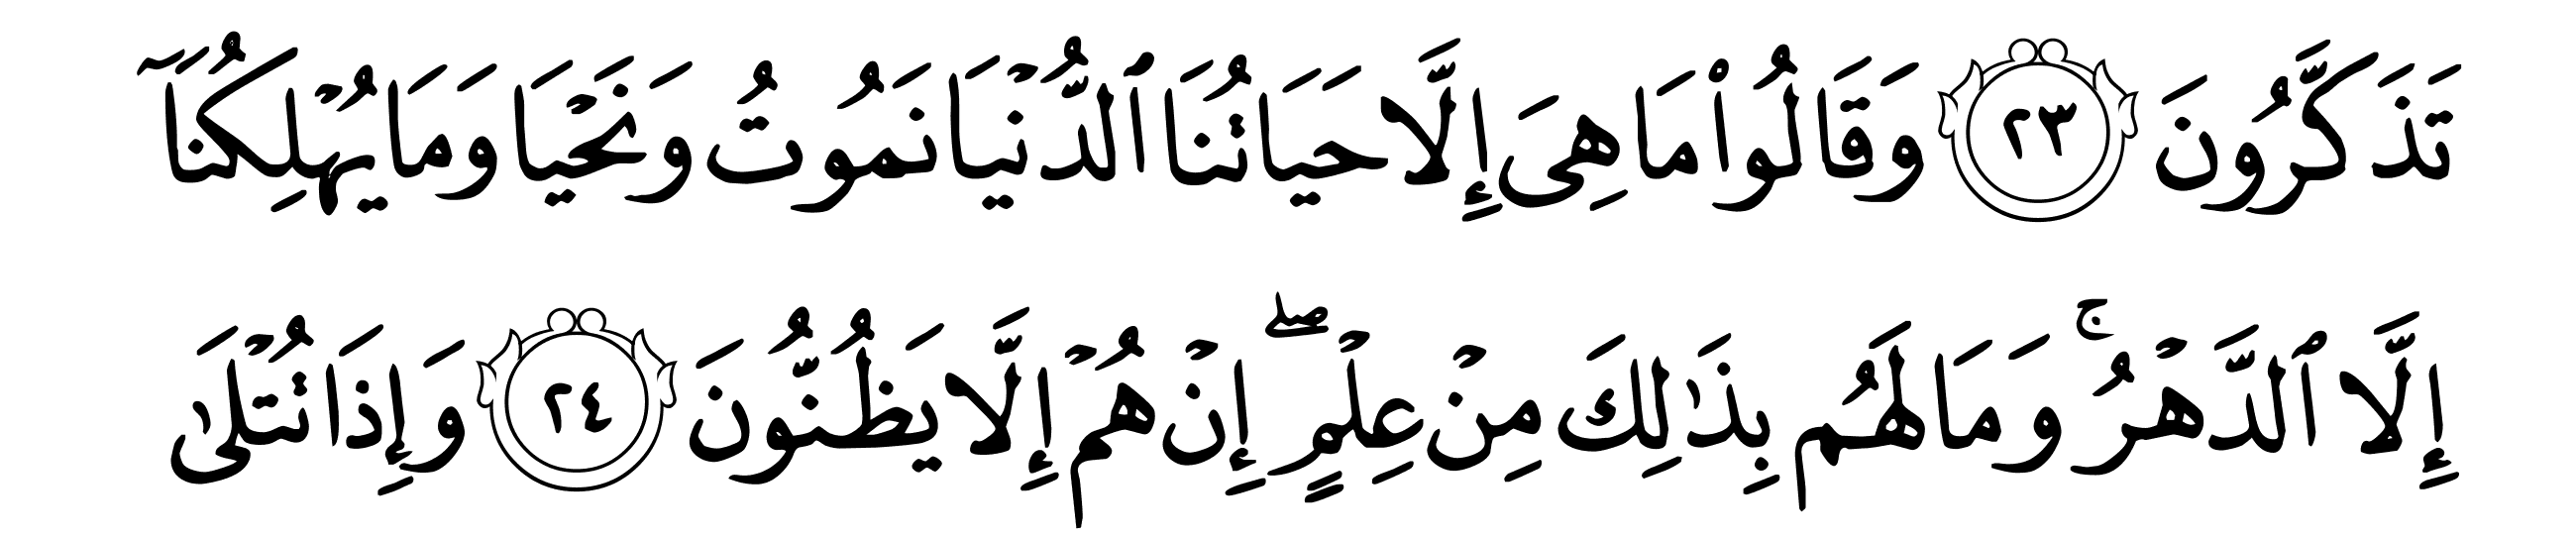 تَذَكَّرُونَ ٢٣ وَقَالُوا۟ مَا هِىَ إِلَّا حَيَاتُنَا ٱلدُّنْيَا نَمُوتُ وَنَحْيَا وَمَا يُهْلِكُنَآ
إِلَّا ٱلدَّهْرُ ۚ وَمَا لَهُم بِذَٰلِكَ مِنْ عِلْمٍ ۖ إِنْ هُمْ إِلَّا يَظُنُّونَ ٢٤ وَإِذَا تُتْلَىٰ